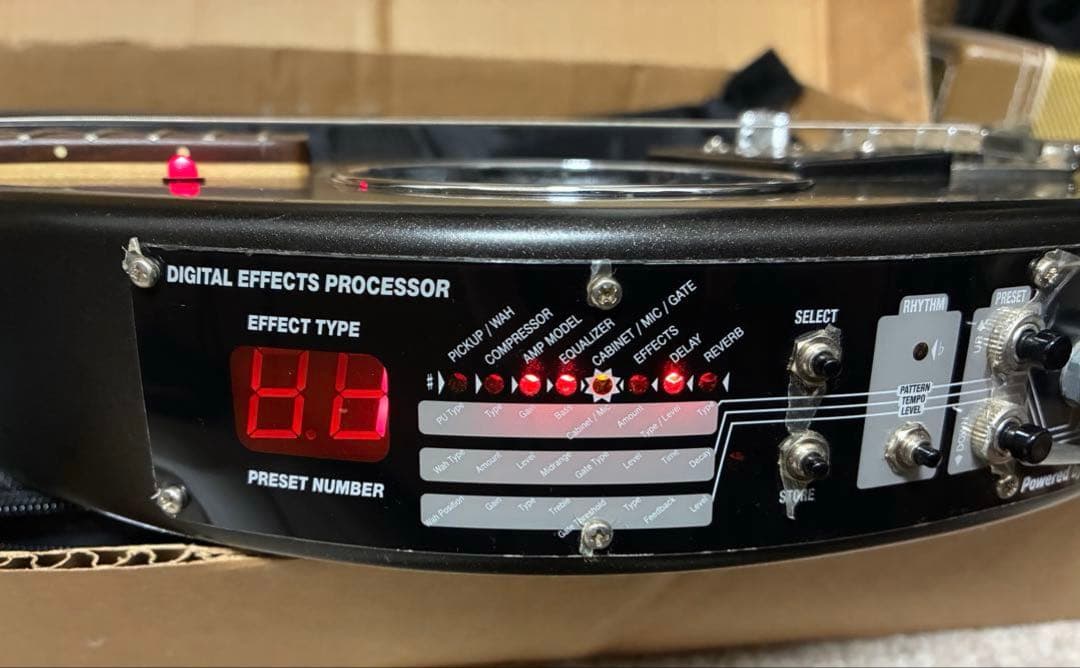 DIGITAL EFFECTS PROCESSOR
EFFECT TYPE
PRESET NUMBER
PICKUP / WAH
COMPRESSOR
AMP MODEL
EQUALIZER
CABINET / MIC / GATE
EFFECTS
DELAY
REVERB
#
PU Type Type Gain Bass Cabinet / Mic Amount Type / Level Type
Wah Type Amount Level Midrange Gate Type Level Time Decay
Wah Position Gain Type Treble Gate Threshold Type Feedback Level
SELECT
STORE
RHYTHM
b
PATTERN
TEMPO
LEVEL
PRESET
UP
DOWN
Powered